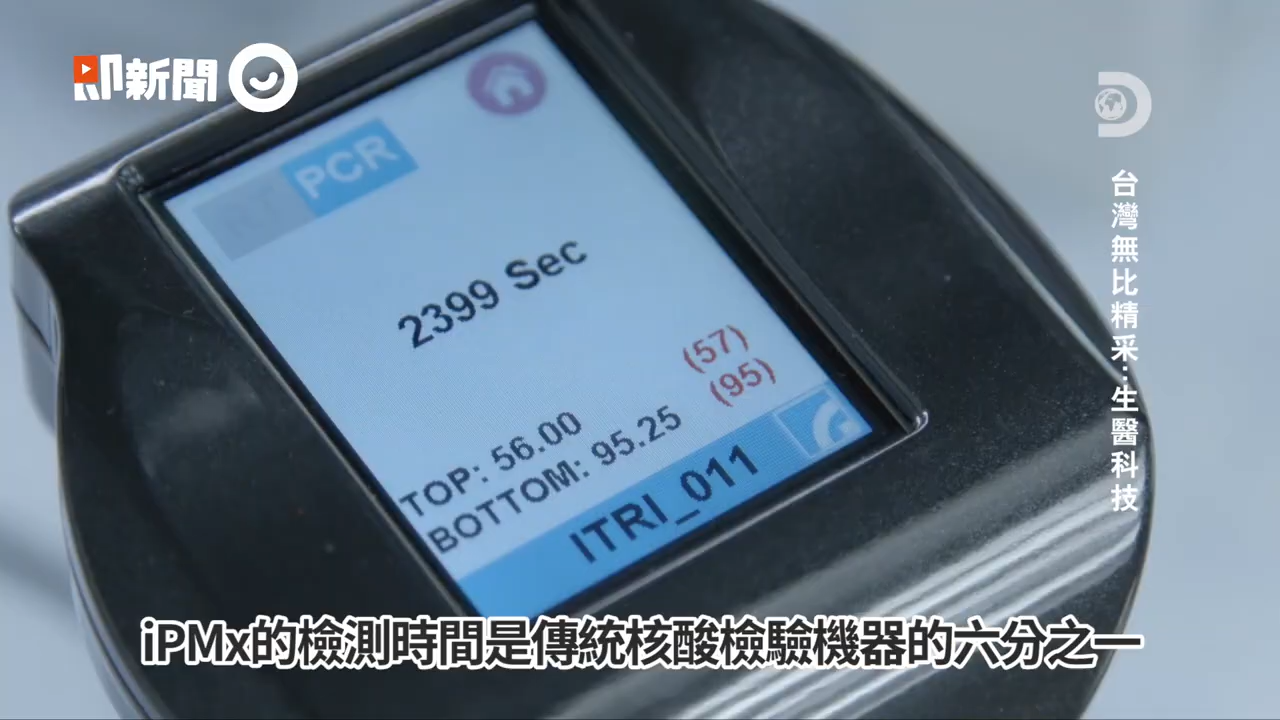 即新聞
PCR
2399 Sec
(57)
(95)
TOP: 56.00
BOTTOM: 95.25
ITRI_011
台灣無比精采:生醫科技
iPMx的檢測時間是傳統核酸檢驗機器的六分之一